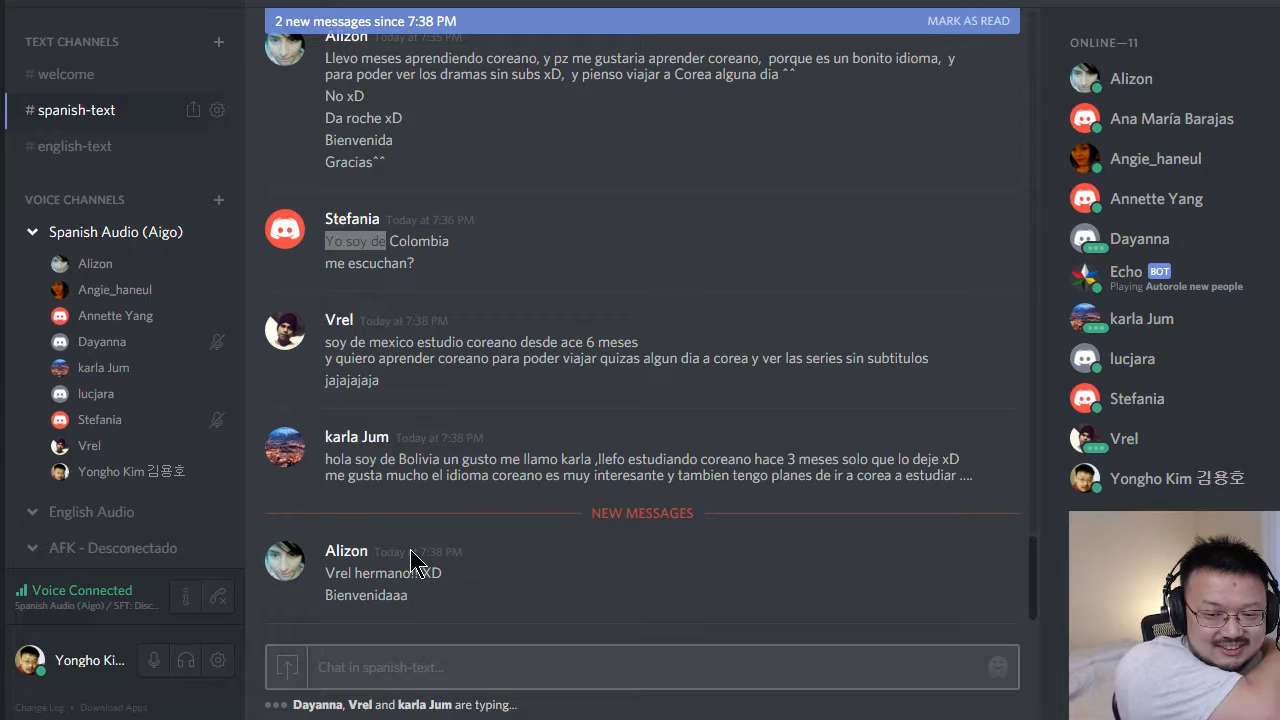 TEXT CHANNELS
# welcome
# spanish-text
# english-text
VOICE CHANNELS
Spanish Audio (Aigo)
Alizon
Angie_haneul
Annette Yang
Dayanna
karla Jum
lucjara
Stefania
Vrel
Yongho Kim 김용호
English Audio
AFK - Desconectado
Voice Connected
Spanish Audio (Aigo) / SFT: Disc...
Yongho Ki...
Change Log • Download Apps
2 new messages since 7:38 PM MARK AS READ
Alizon Today at 7:35 PM
Llevo meses aprendiendo coreano, y pz me gustaria aprender coreano, porque es un bonito idioma, y
para poder ver los dramas sin subs xD, y pienso viajar a Corea alguna dia ^^
No xD
Da roche xD
Bienvenida
Gracias^^
Stefania Today at 7:36 PM
Yo soy de Colombia
me escuchan?
Vrel Today at 7:38 PM
soy de mexico estudio coreano desde ace 6 meses
y quiero aprender coreano para poder viajar quizas algun dia a corea y ver las series sin subtitulos
jajajajaja
karla Jum Today at 7:38 PM
hola soy de Bolivia un gusto me llamo karla ,llefo estudiando coreano hace 3 meses solo que lo deje xD
me gusta mucho el idioma coreano es muy interesante y tambien tengo planes de ir a corea a estudiar ....
NEW MESSAGES
Alizon Today 7:38 PM
Vrel hermano!! XD
Bienvenidaaa
Chat in spanish-text...
Dayanna, Vrel and karla Jum are typing...
ONLINE—11
Alizon
Ana María Barajas
Angie_haneul
Annette Yang
Dayanna
Echo BOT
Playing Autorole new people
karla Jum
lucjara
Stefania
Vrel
Yongho Kim 김용호